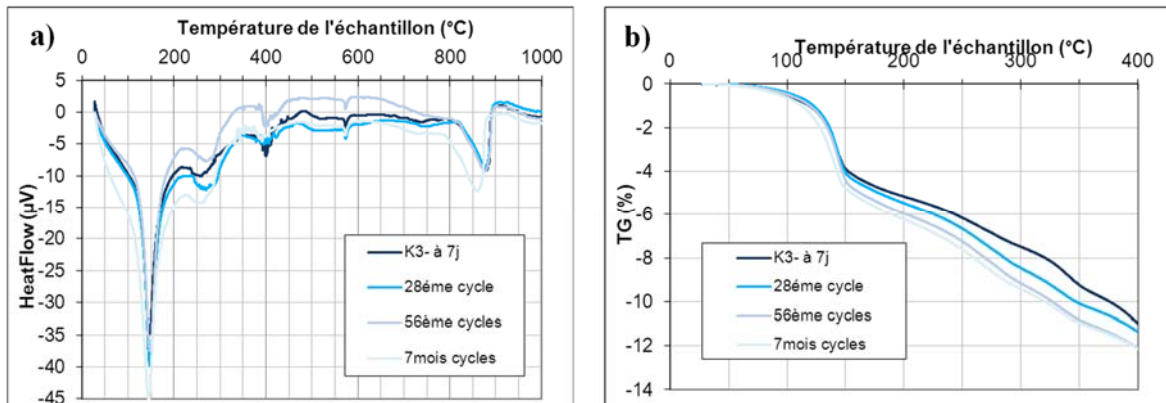 a)
Température de l'échantillon (°C)
0 200 400 600 800 1000
5
0
-5
-10
-15
-20
-25
-30
-35
-40
-45
HeatFlow (µV)
K3- à 7j
28éme cycle
56ème cycles
7mois cycles
b)
Température de l'échantillon (°C)
0 100 200 300 400
0
-2
-4
-6
-8
-10
-12
-14
TG (%)
K3- à 7j
28éme cycle
56ème cycles
7mois cycles